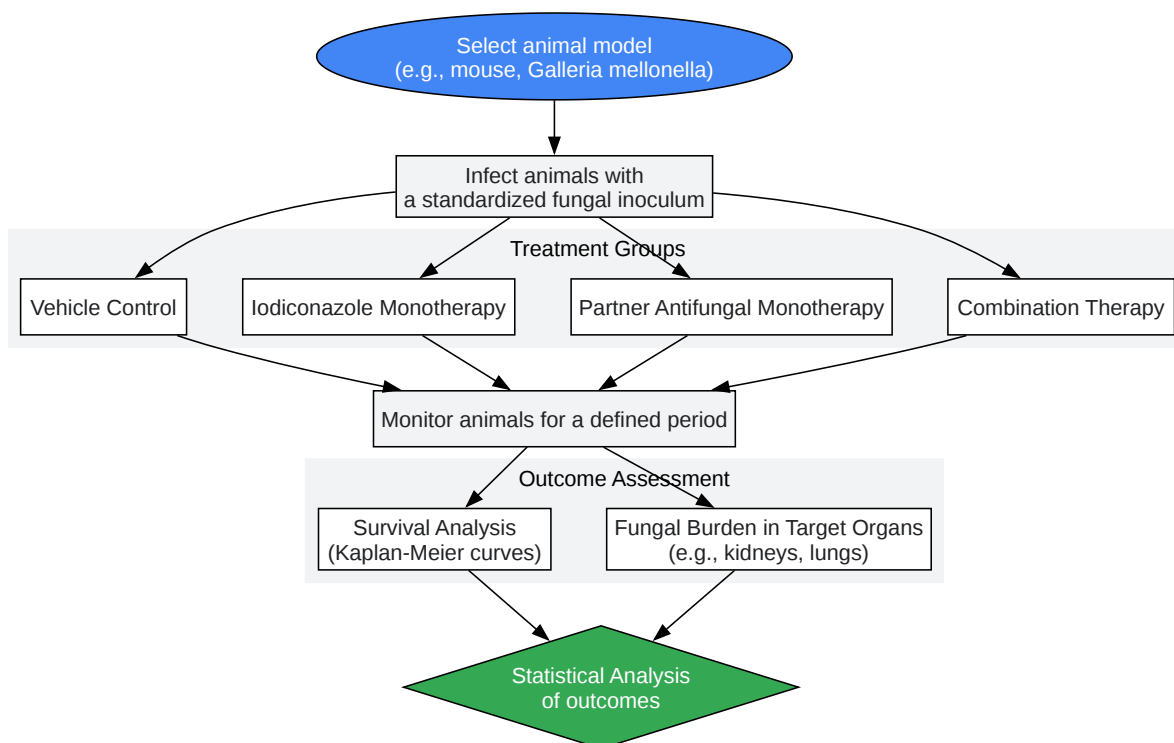 Select animal model
(e.g., mouse, Galleria mellonella)
Infect animals with
a standardized fungal inoculum
Treatment Groups
Vehicle Control
Iodiconazole Monotherapy
Partner Antifungal Monotherapy
Combination Therapy
Monitor animals for a defined period
Outcome Assessment
Survival Analysis
(Kaplan-Meier curves)
Fungal Burden in Target Organs
(e.g., kidneys, lungs)
Statistical Analysis
of outcomes